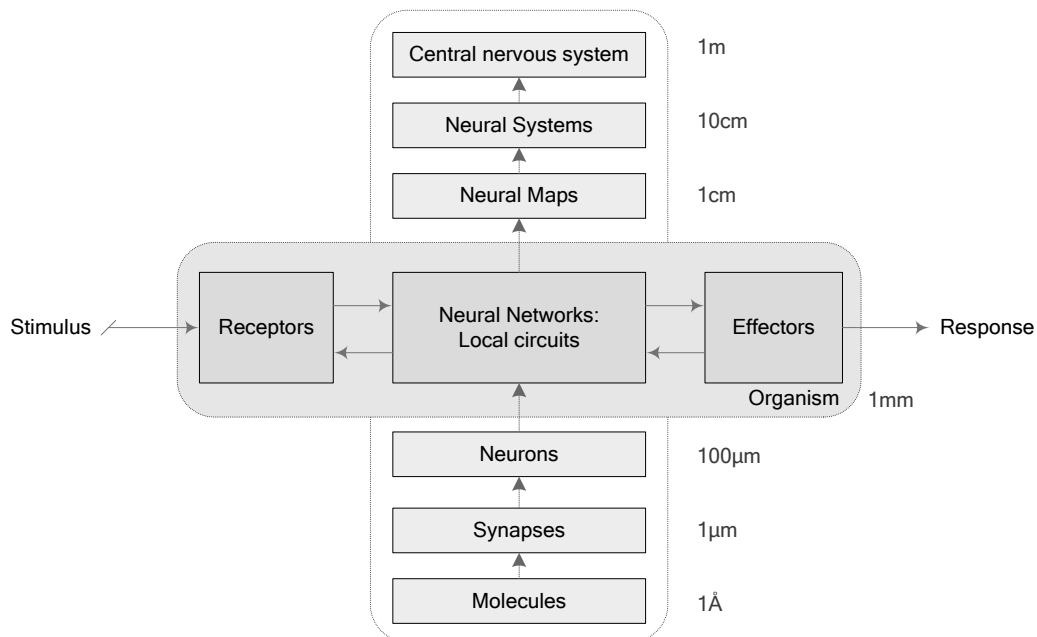 Central nervous system
1m
Neural Systems
10cm
Neural Maps
1cm
Stimulus
Receptors
Neural Networks:
Local circuits
Effectors
Response
Organism
1mm
Neurons
100µm
Synapses
1µm
Molecules
1Å